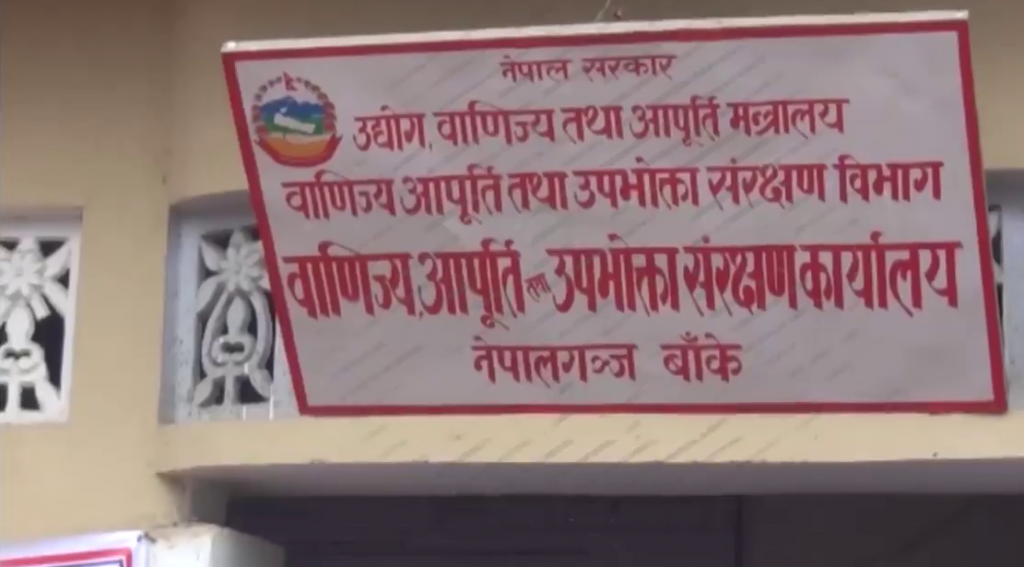 नेपाल सरकार
उद्योग, वाणिज्य तथा आपूर्ति मन्त्रालय
वाणिज्य आपूर्ति तथा उपभोक्ता संरक्षण विभाग
वाणिज्य, आपूर्ति तथा उपभोक्ता संरक्षण कार्यालय
नेपालगञ्ज बाँके